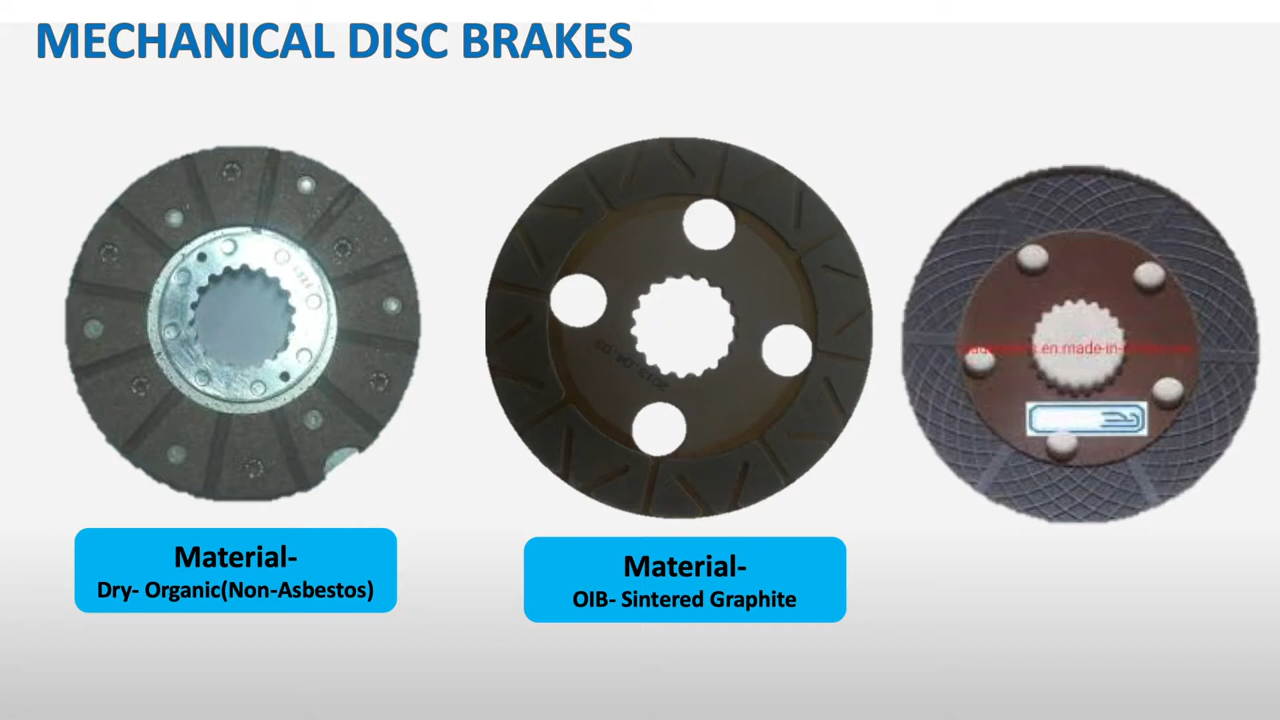 MECHANICAL DISC BRAKES
Material-
Dry- Organic(Non-Asbestos)
Material-
OIB- Sintered Graphite